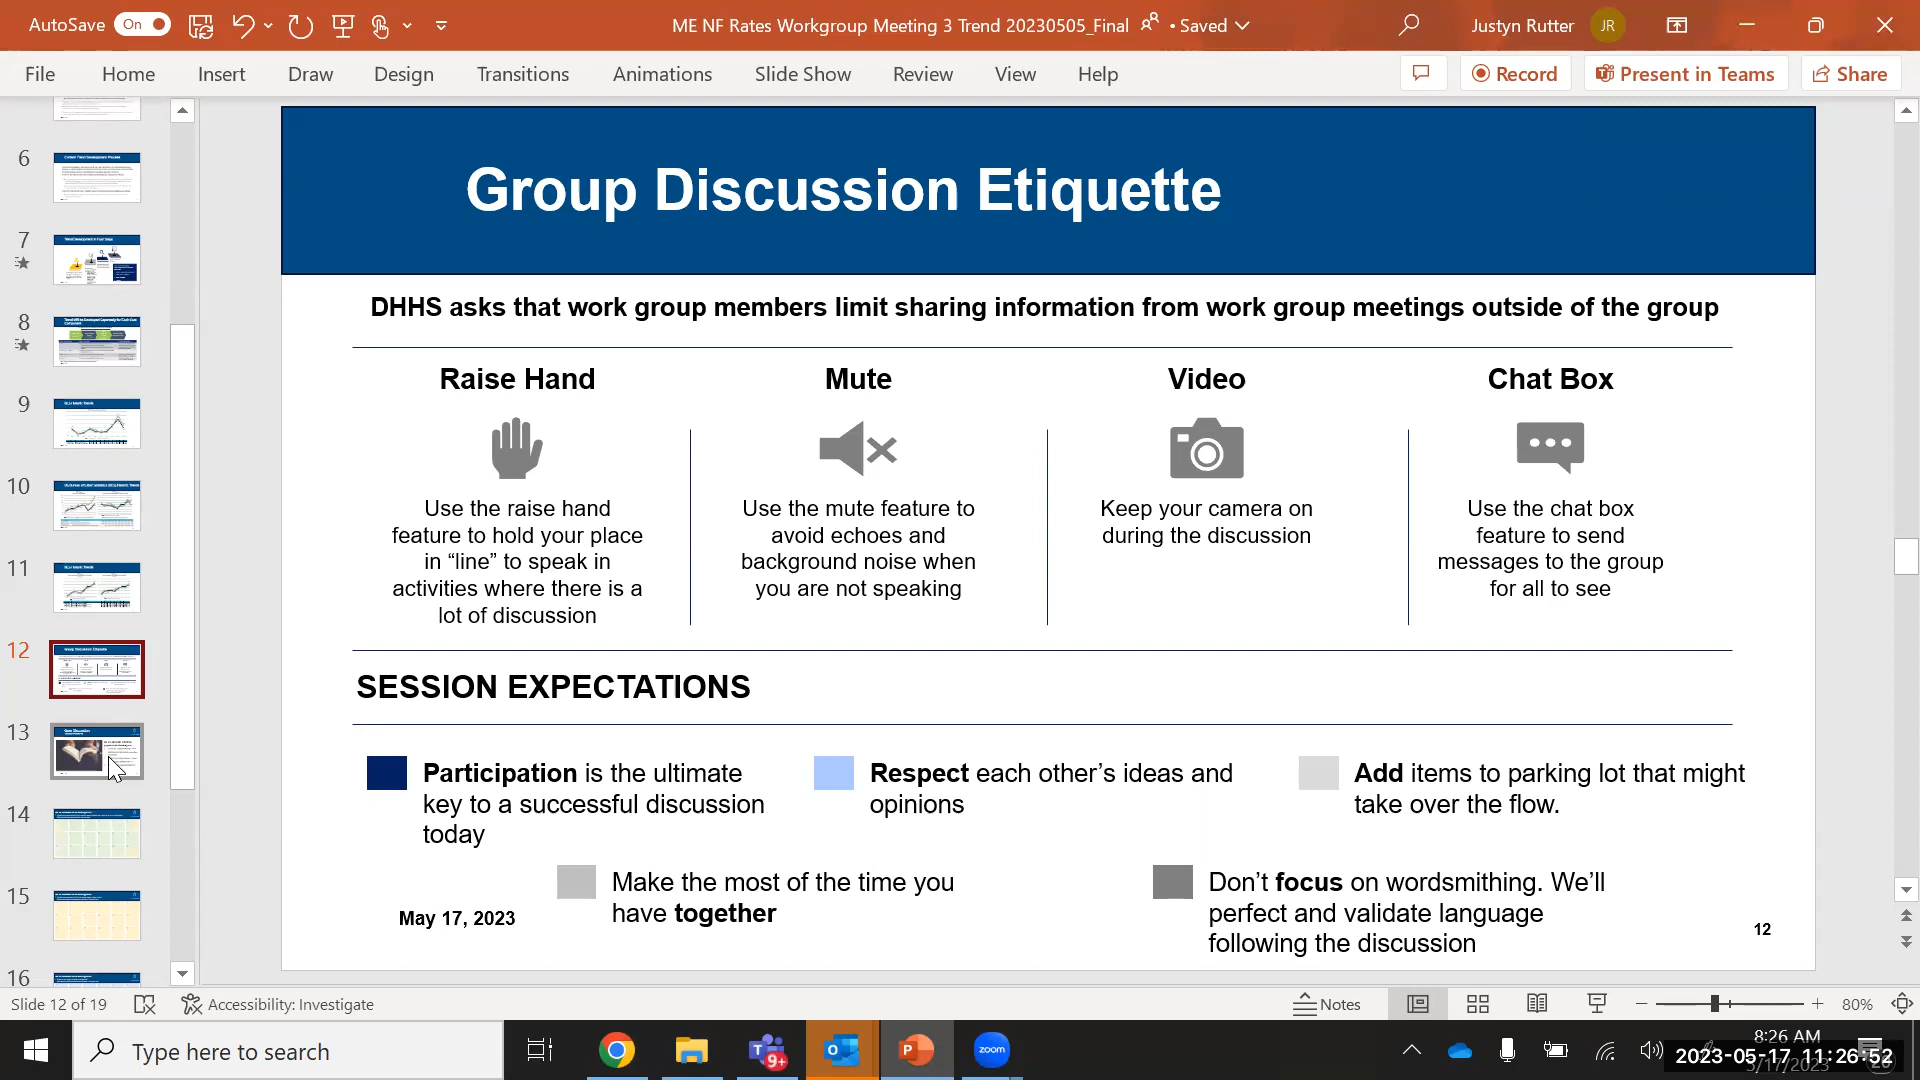 AutoSave On
ME NF Rates Workgroup Meeting 3 Trend 20230505_Final • Saved
Justyn Rutter JR
File Home Insert Draw Design Transitions Animations Slide Show Review View Help
Record Present in Teams Share
6
7
8
9
10
11
12
13
14
15
16
Group Discussion Etiquette
DHHS asks that work group members limit sharing information from work group meetings outside of the group
Raise Hand
Use the raise hand
feature to hold your place
in “line” to speak in
activities where there is a
lot of discussion
Mute
Use the mute feature to
avoid echoes and
background noise when
you are not speaking
Video
Keep your camera on
during the discussion
Chat Box
Use the chat box
feature to send
messages to the group
for all to see
SESSION EXPECTATIONS
Participation is the ultimate
key to a successful discussion
today
Respect each other’s ideas and
opinions
Add items to parking lot that might
take over the flow.
Make the most of the time you
have together
Don’t focus on wordsmithing. We’ll
perfect and validate language
following the discussion
May 17, 2023
12
Slide 12 of 19 Accessibility: Investigate
Notes 80%
Type here to search
9+
zoom
8:26 AM
2023-05-17 11:26:52